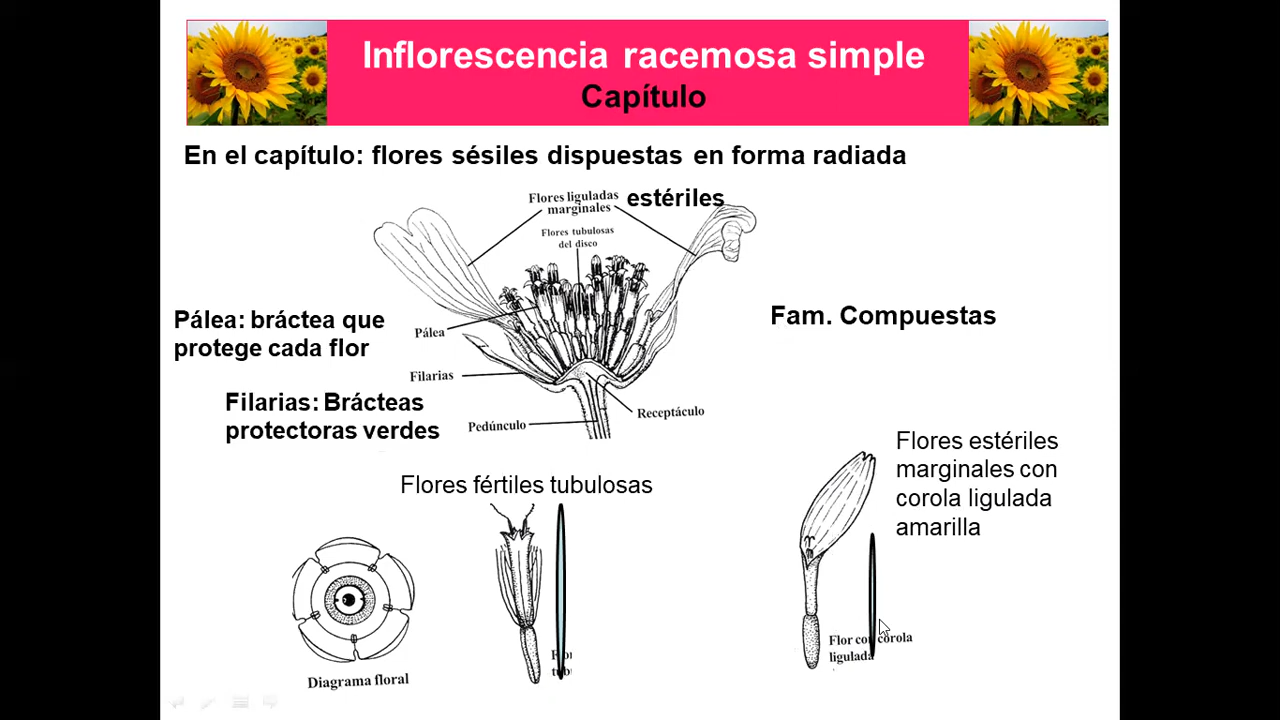 Inflorescencia racemosa simple
Capítulo
En el capítulo: flores sésiles dispuestas en forma radiada
Flores liguladas
marginales
estériles
Flores tubulosas
del disco
Pálea: bráctea que
protege cada flor
Pálea
Fam. Compuestas
Filarias
Filarias: Brácteas
protectoras verdes
Pedúnculo
Receptáculo
Flores estériles
marginales con
corola ligulada
amarilla
Flores fértiles tubulosas
Flor con corola
ligulada
Diagrama floral